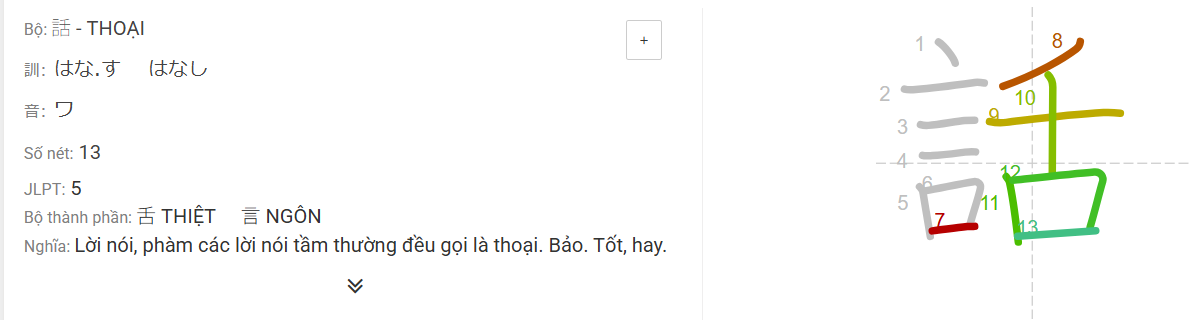 Bộ: 話 - THOẠI
+
訓: はな.す はなし
音: ワ
Số nét: 13
JLPT: 5
Bộ thành phần: 舌 THIỆT 言 NGÔN
Nghĩa: Lời nói, phàm các lời nói tầm thường đều gọi là thoại. Bảo. Tốt, hay.
話
1
2
3
4
5
6
7
8
9
10
11
12
13